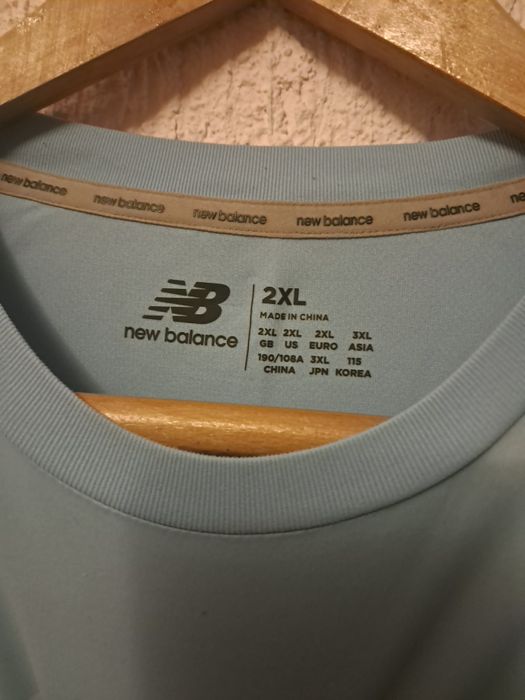 new balance new balance new balance new balance new balance ne
NB
new balance
2XL
MADE IN CHINA
2XL 2XL 2XL 3XL
GB US EURO ASIA
190/108A 3XL 115
CHINA JPN KOREA